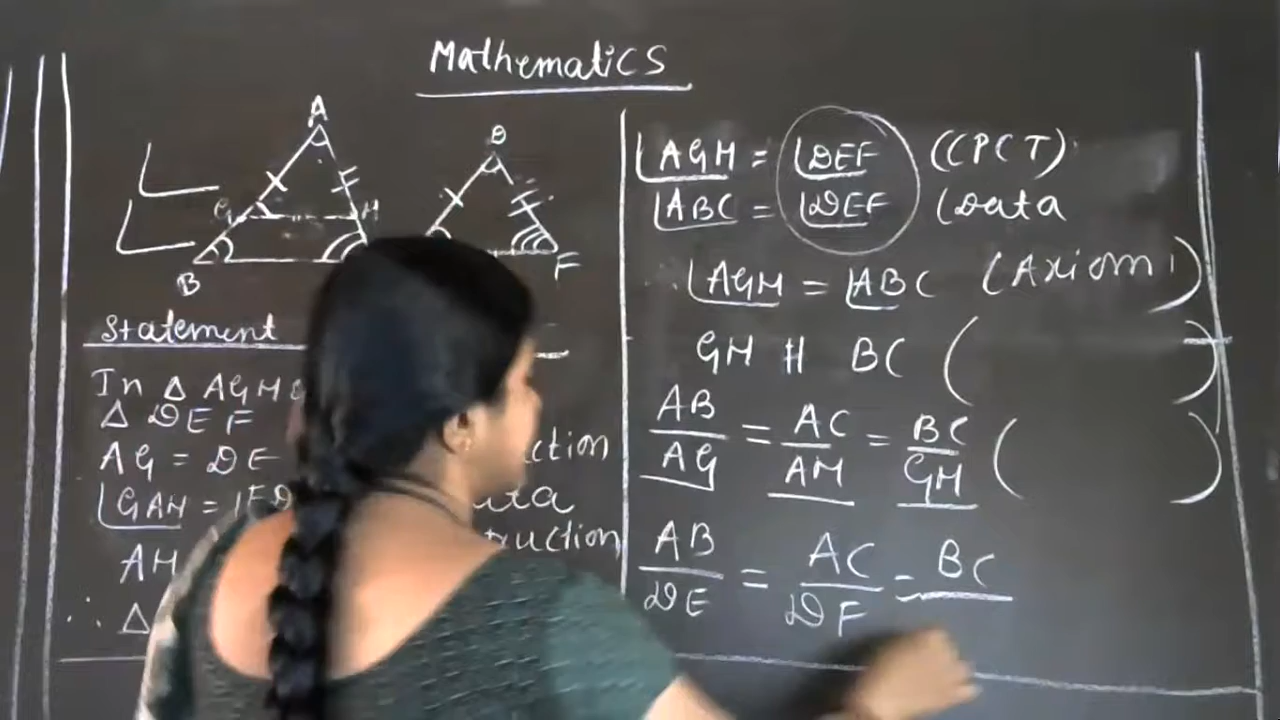 Mathematics
A
G H
B
D
F
Statement
In Δ AGH &
Δ DEF
AG = DE
∠GAH =
AH
∴ Δ
∠AGH = ∠DEF (CPCT)
∠ABC = ∠DEF (Data
∴ ∠AGH = ∠ABC (Axiom 1)
GH ∥ BC ( )
AB/AG = AC/AH = BC/GH ( )
AB/DE = AC/DF = BC